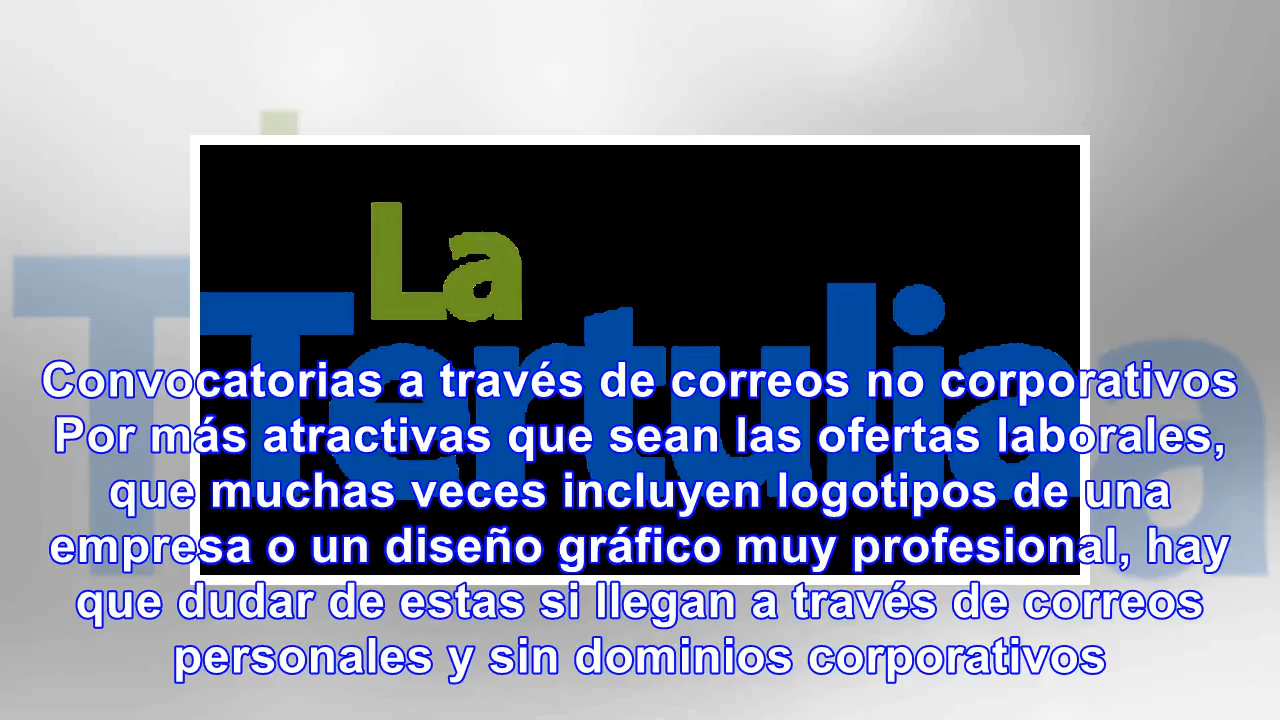 La
Tertulia
Convocatorias a través de correos no corporativos
Por más atractivas que sean las ofertas laborales,
que muchas veces incluyen logotipos de una
empresa o un diseño gráfico muy profesional, hay
que dudar de estas si llegan a través de correos
personales y sin dominios corporativos